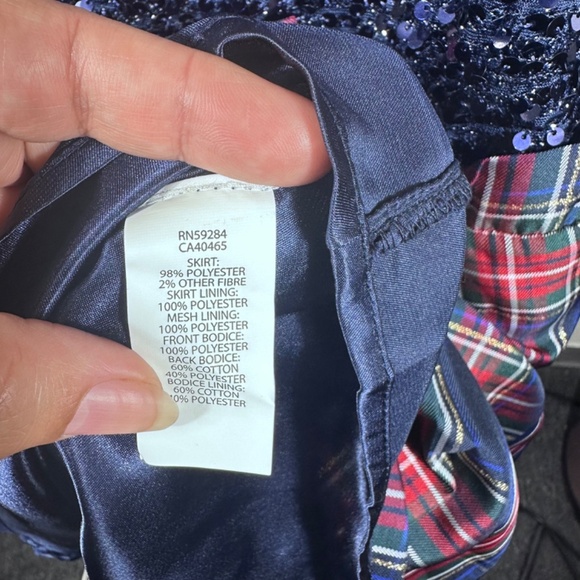 RN59284
CA40465
SKIRT:
98% POLYESTER
2% OTHER FIBRE
SKIRT LINING:
100% POLYESTER
MESH LINING:
100% POLYESTER
FRONT BODICE:
100% POLYESTER
BACK BODICE:
60% COTTON
40% POLYESTER
BODICE LINING:
60% COTTON
POLYESTER